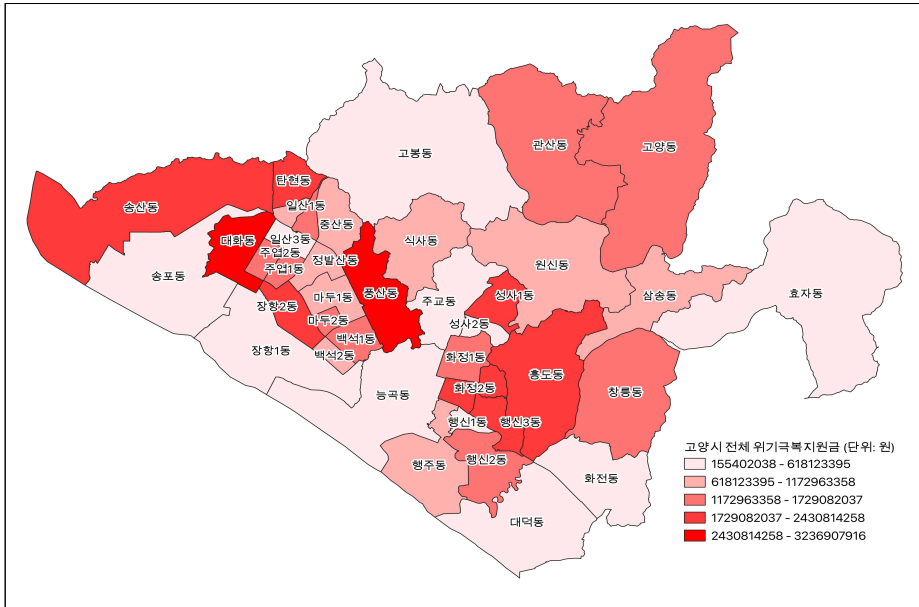 고양동
관산동
고봉동
탄현동
송산동
일산1동
중산동
대화동
일산3동
식사동
주엽2동
정발산동
원신동
주엽1동
송포동
풍산동
삼송동
효자동
마두1동
성사1동
주교동
장항2동
마두2동
성사2동
백석1동
장항1동
백석2동
화정1동
흥도동
능곡동
화정2동
창릉동
행신1동
행신3동
행신2동
행주동
화전동
대덕동
고양시 전체 위기극복지원금 (단위: 원)
155402038 - 618123395
618123395 - 1172963358
1172963358 - 1729082037
1729082037 - 2430814258
2430814258 - 3236907916